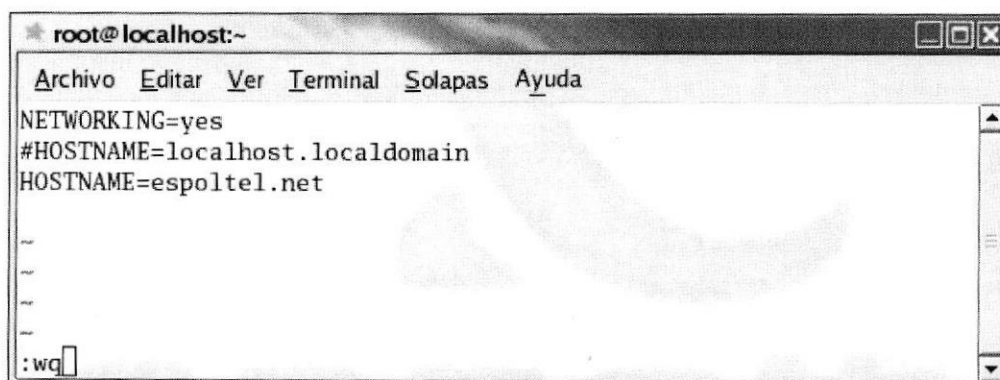 root@localhost:~
Archivo Editar Ver Terminal Solapas Ayuda
NETWORKING=yes
#HOSTNAME=localhost.localdomain
HOSTNAME=espoltel.net
~
~
~
~
:wq